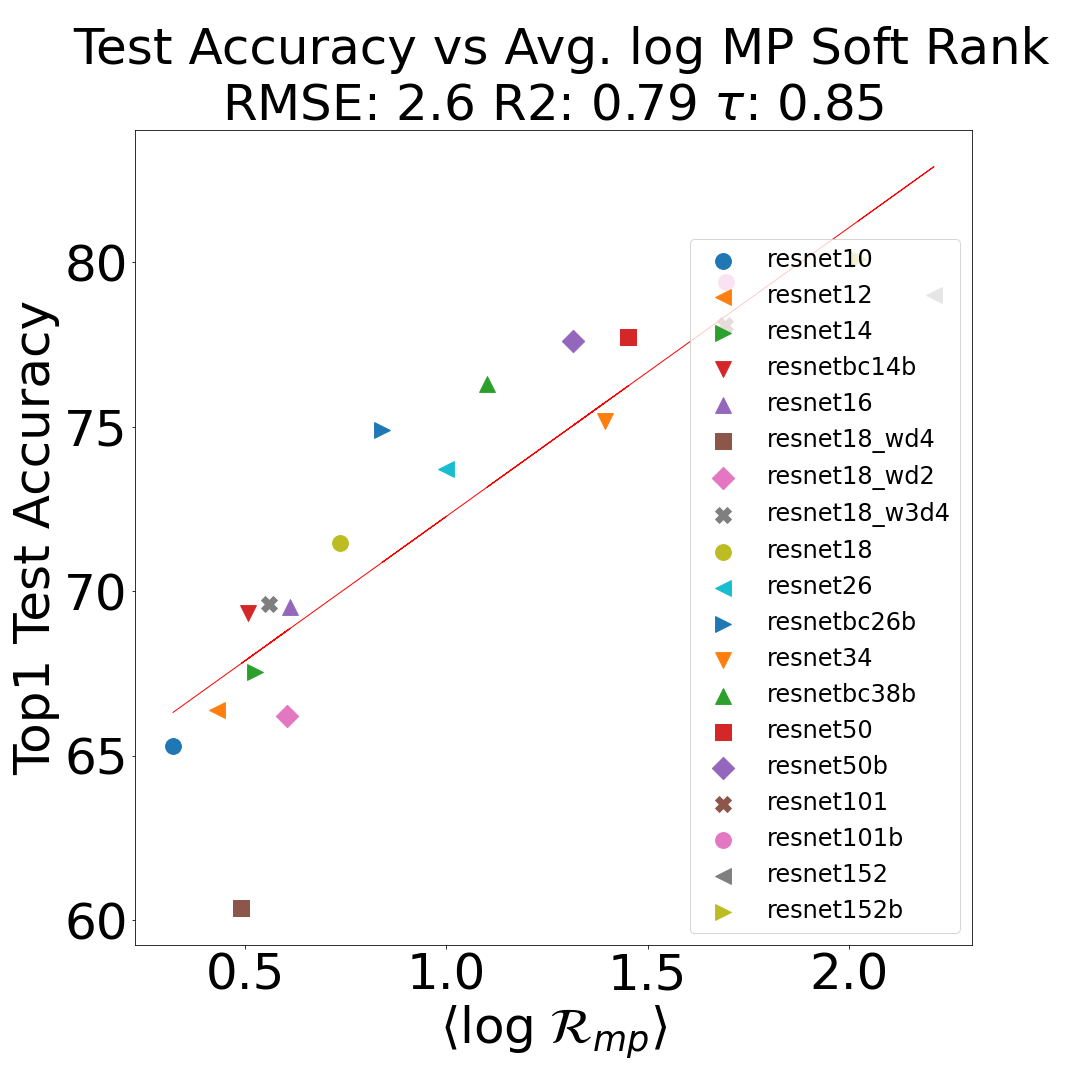 Test Accuracy vs Avg. log MP Soft Rank
RMSE: 2.6 R2: 0.79 τ: 0.85
Top1 Test Accuracy
80
75
70
65
60
resnet10
resnet12
resnet14
resnetbc14b
resnet16
resnet18_wd4
resnet18_wd2
resnet18_w3d4
resnet18
resnet26
resnetbc26b
resnet34
resnetbc38b
resnet50
resnet50b
resnet101
resnet101b
resnet152
resnet152b
0.5 1.0 1.5 2.0
⟨log ℛmp⟩